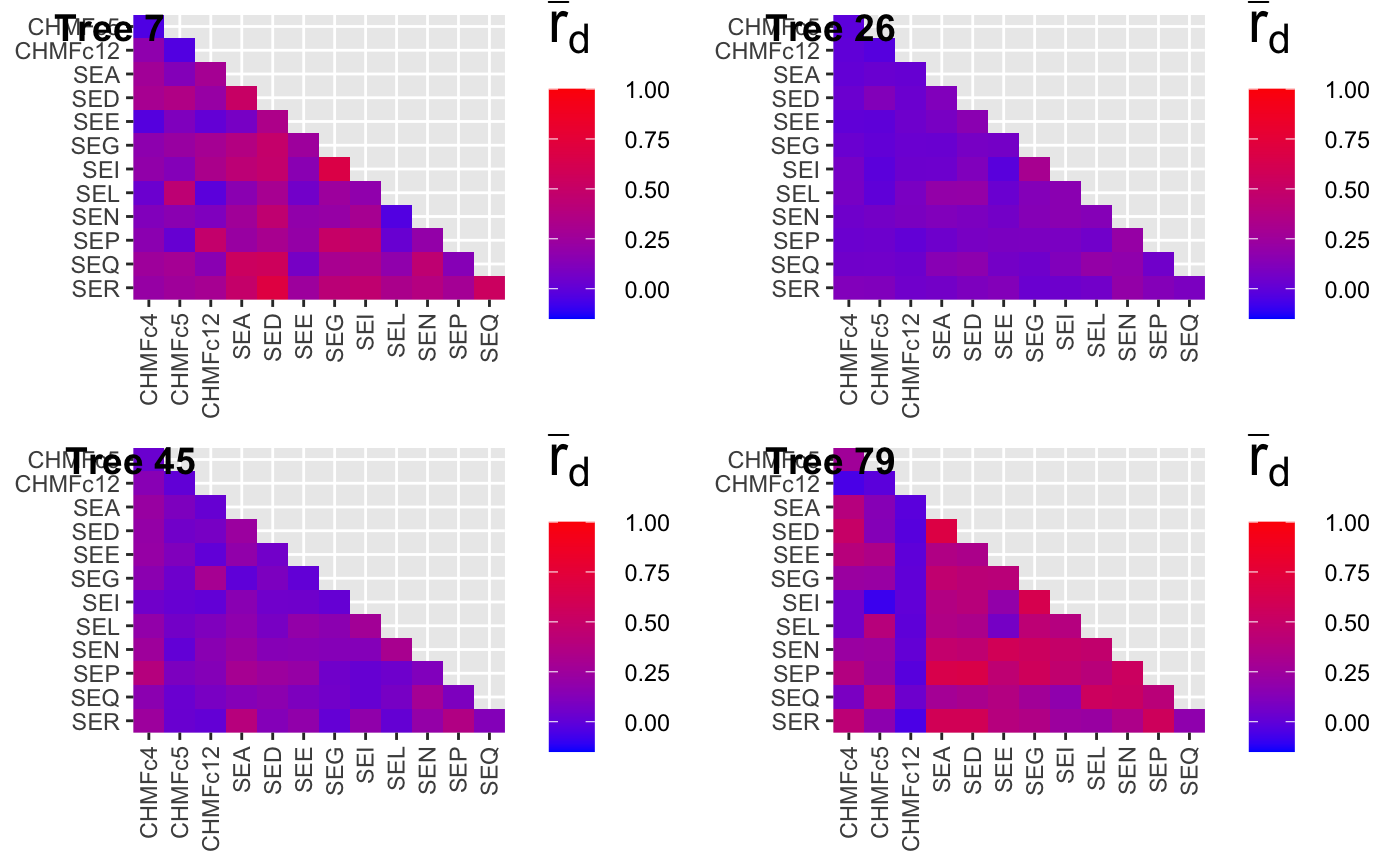 Tree 7
CHMFc5
CHMFc12
SEA
SED
SEE
SEG
SEI
SEL
SEN
SEP
SEQ
SER
CHMFc4
CHMFc5
CHMFc12
SEA
SED
SEE
SEG
SEI
SEL
SEN
SEP
SEQ
r̅d
1.00
0.75
0.50
0.25
0.00
Tree 26
CHMFc5
CHMFc12
SEA
SED
SEE
SEG
SEI
SEL
SEN
SEP
SEQ
SER
CHMFc4
CHMFc5
CHMFc12
SEA
SED
SEE
SEG
SEI
SEL
SEN
SEP
SEQ
r̅d
1.00
0.75
0.50
0.25
0.00
Tree 45
CHMFc5
CHMFc12
SEA
SED
SEE
SEG
SEI
SEL
SEN
SEP
SEQ
SER
CHMFc4
CHMFc5
CHMFc12
SEA
SED
SEE
SEG
SEI
SEL
SEN
SEP
SEQ
r̅d
1.00
0.75
0.50
0.25
0.00
Tree 79
CHMFc5
CHMFc12
SEA
SED
SEE
SEG
SEI
SEL
SEN
SEP
SEQ
SER
CHMFc4
CHMFc5
CHMFc12
SEA
SED
SEE
SEG
SEI
SEL
SEN
SEP
SEQ
r̅d
1.00
0.75
0.50
0.25
0.00